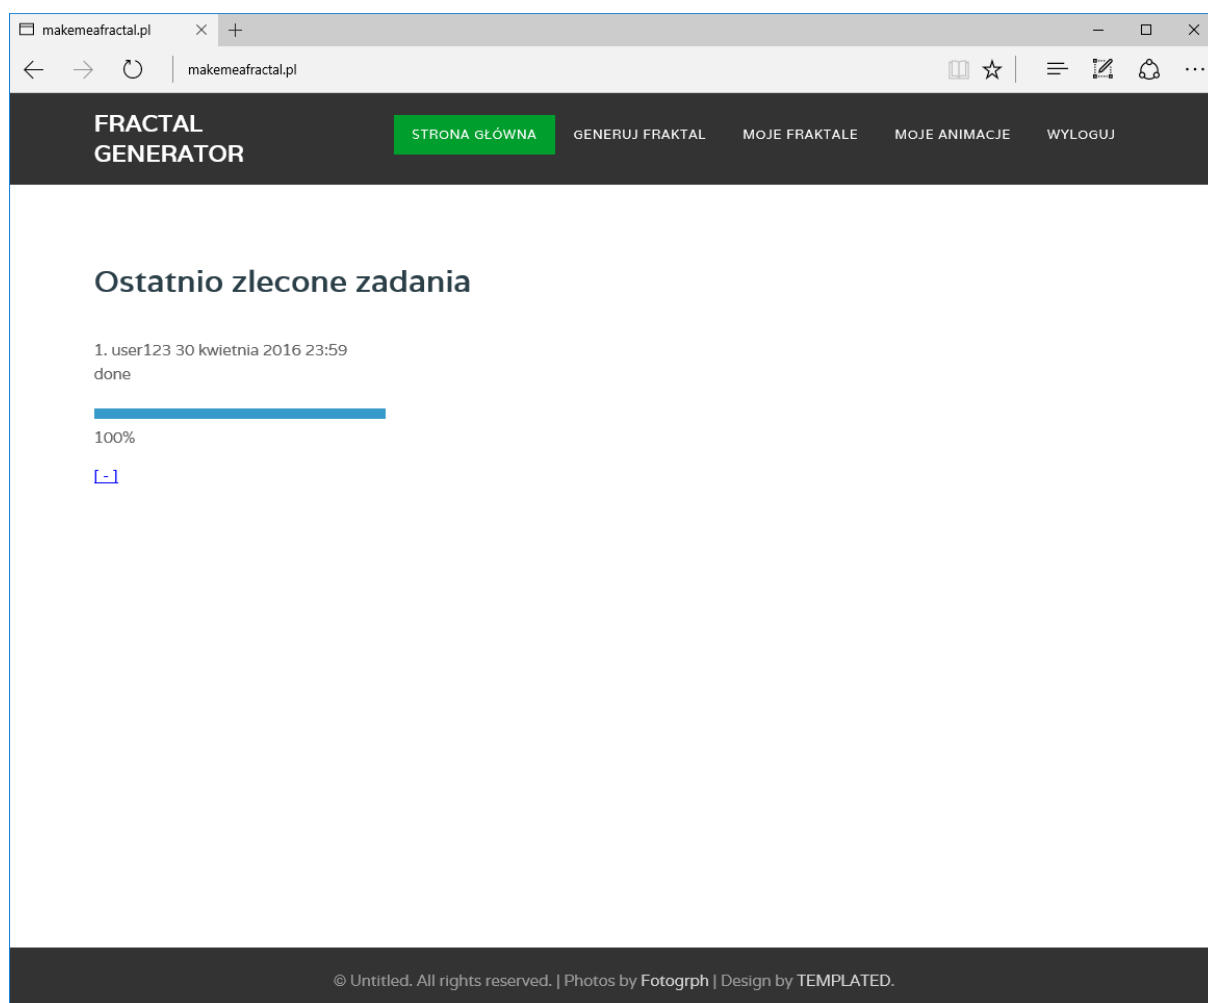 makemeafractal.pl
makemeafractal.pl
FRACTAL
GENERATOR
STRONA GŁÓWNA GENERUJ FRAKTAL MOJE FRAKTALE MOJE ANIMACJE WYLOGUJ
Ostatnio zlecone zadania
1. user123 30 kwietnia 2016 23:59
done
100%
[ - ]
© Untitled. All rights reserved. | Photos by Fotogrph | Design by TEMPLATED.